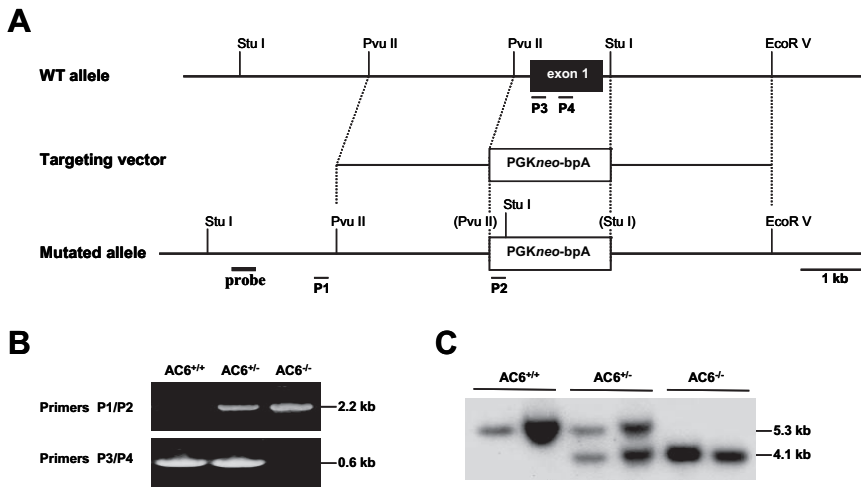 A
Stu I Pvu II Pvu II Stu I EcoR V
WT allele exon 1
P3 P4
Targeting vector PGKneo-bpA
Stu I Pvu II (Pvu II) Stu I (Stu I) EcoR V
Mutated allele PGKneo-bpA
probe P1 P2 1 kb
B
AC6+/+ AC6+/- AC6-/-
Primers P1/P2 2.2 kb
Primers P3/P4 0.6 kb
C
AC6+/+ AC6+/- AC6-/-
5.3 kb
4.1 kb